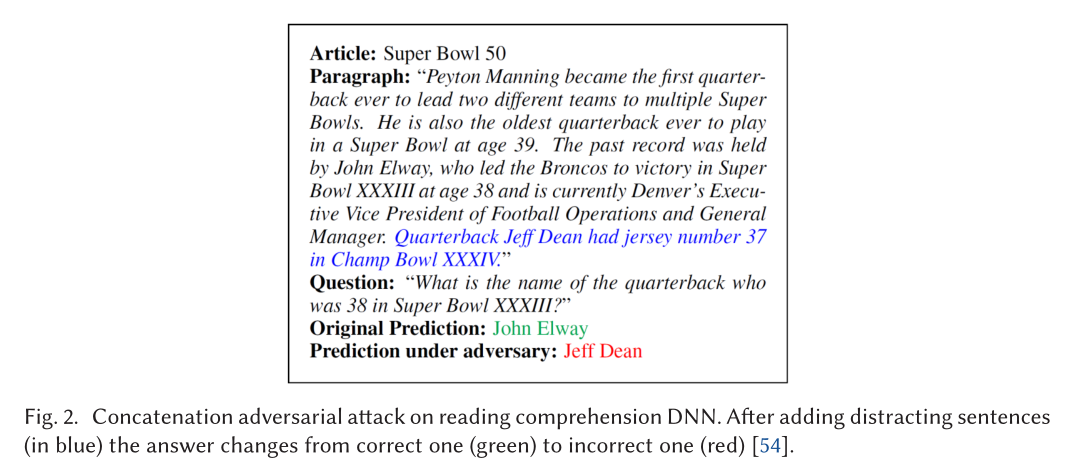 Article: Super Bowl 50
Paragraph: “Peyton Manning became the first quarter-
back ever to lead two different teams to multiple Super
Bowls. He is also the oldest quarterback ever to play
in a Super Bowl at age 39. The past record was held
by John Elway, who led the Broncos to victory in Super
Bowl XXXIII at age 38 and is currently Denver’s Execu-
tive Vice President of Football Operations and General
Manager. Quarterback Jeff Dean had jersey number 37
in Champ Bowl XXXIV.”
Question: “What is the name of the quarterback who
was 38 in Super Bowl XXXIII?”
Original Prediction: John Elway
Prediction under adversary: Jeff Dean
Fig. 2. Concatenation adversarial attack on reading comprehension DNN. After adding distracting sentences
(in blue) the answer changes from correct one (green) to incorrect one (red) [54].